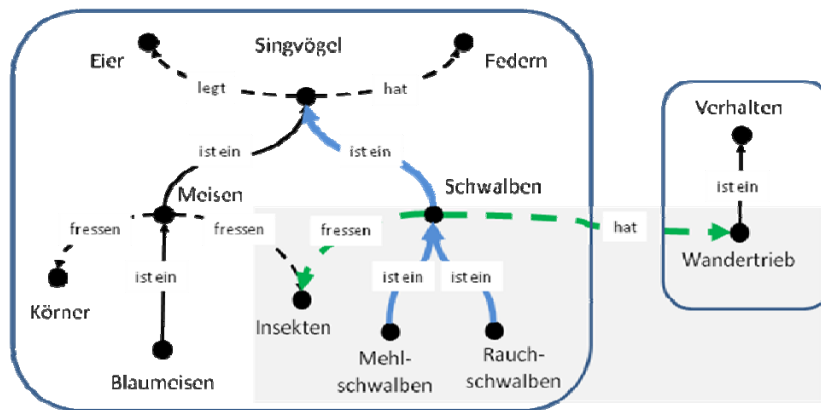 Singvögel
Eier
Federn
legt
hat
Verhalten
ist ein
ist ein
ist ein
Meisen
Schwalben
fressen
fressen
fressen
hat
Wandertrieb
ist ein
ist ein
ist ein
Körner
Insekten
Mehl-
schwalben
Rauch-
schwalben
Blaumeisen